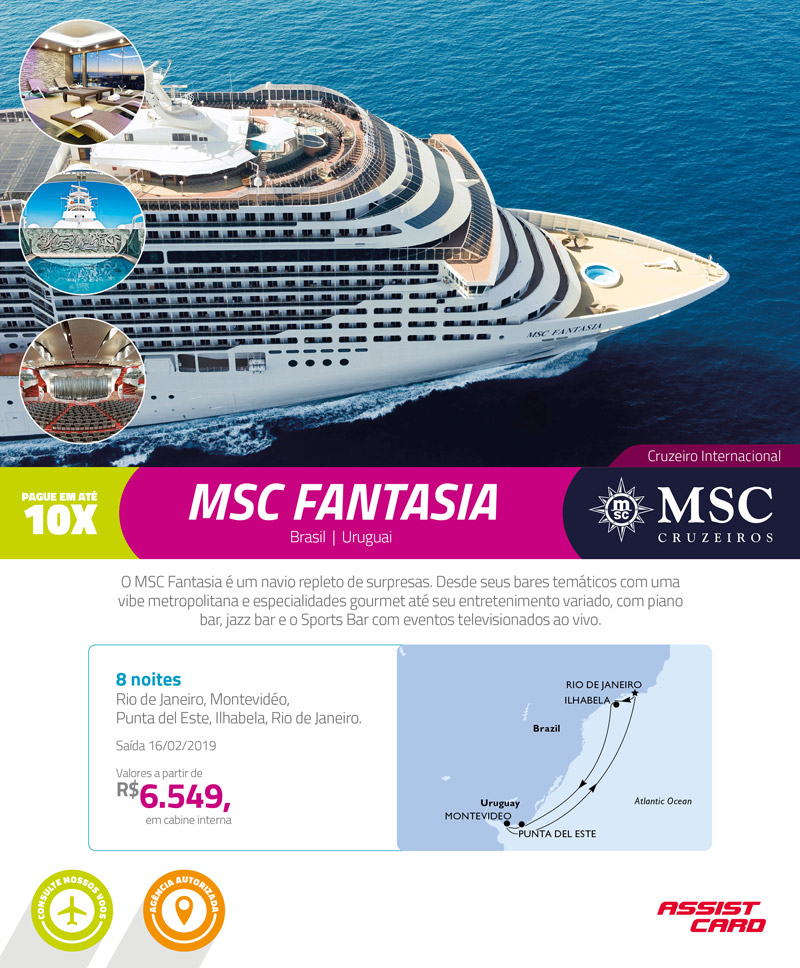 MSC FANTASIA
Cruzeiro Internacional
PAGUE EM ATÉ
10X
MSC FANTASIA
Brasil | Uruguai
MSC
MSC
CRUZEIROS
O MSC Fantasia é um navio repleto de surpresas. Desde seus bares temáticos com uma
vibe metropolitana e especialidades gourmet até seu entretenimento variado, com piano
bar, jazz bar e o Sports Bar com eventos televisionados ao vivo.
8 noites
Rio de Janeiro, Montevidéo,
Punta del Este, Ilhabela, Rio de Janeiro.
Saída 16/02/2019
Valores a partir de
R$6.549,
em cabine interna
RIO DE JANEIRO
ILHABELA
Brazil
Uruguay
Atlantic Ocean
MONTEVIDEO
PUNTA DEL ESTE
CONSULTE NOSSOS VOOS
AGÊNCIA AUTORIZADA
ASSIST
CARD